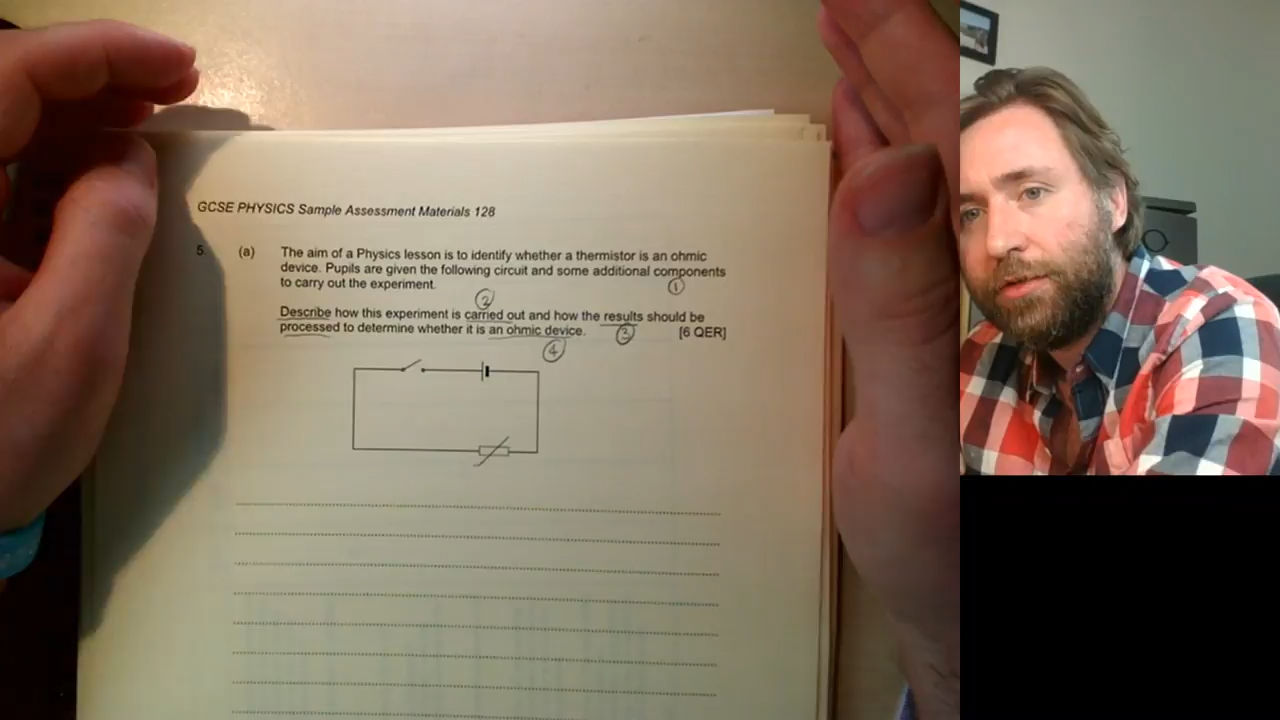 GCSE PHYSICS Sample Assessment Materials 128
5. (a) The aim of a Physics lesson is to identify whether a thermistor is an ohmic
device. Pupils are given the following circuit and some additional components
to carry out the experiment.
①
②
Describe how this experiment is carried out and how the results should be
processed to determine whether it is an ohmic device. [6 QER]
③
④